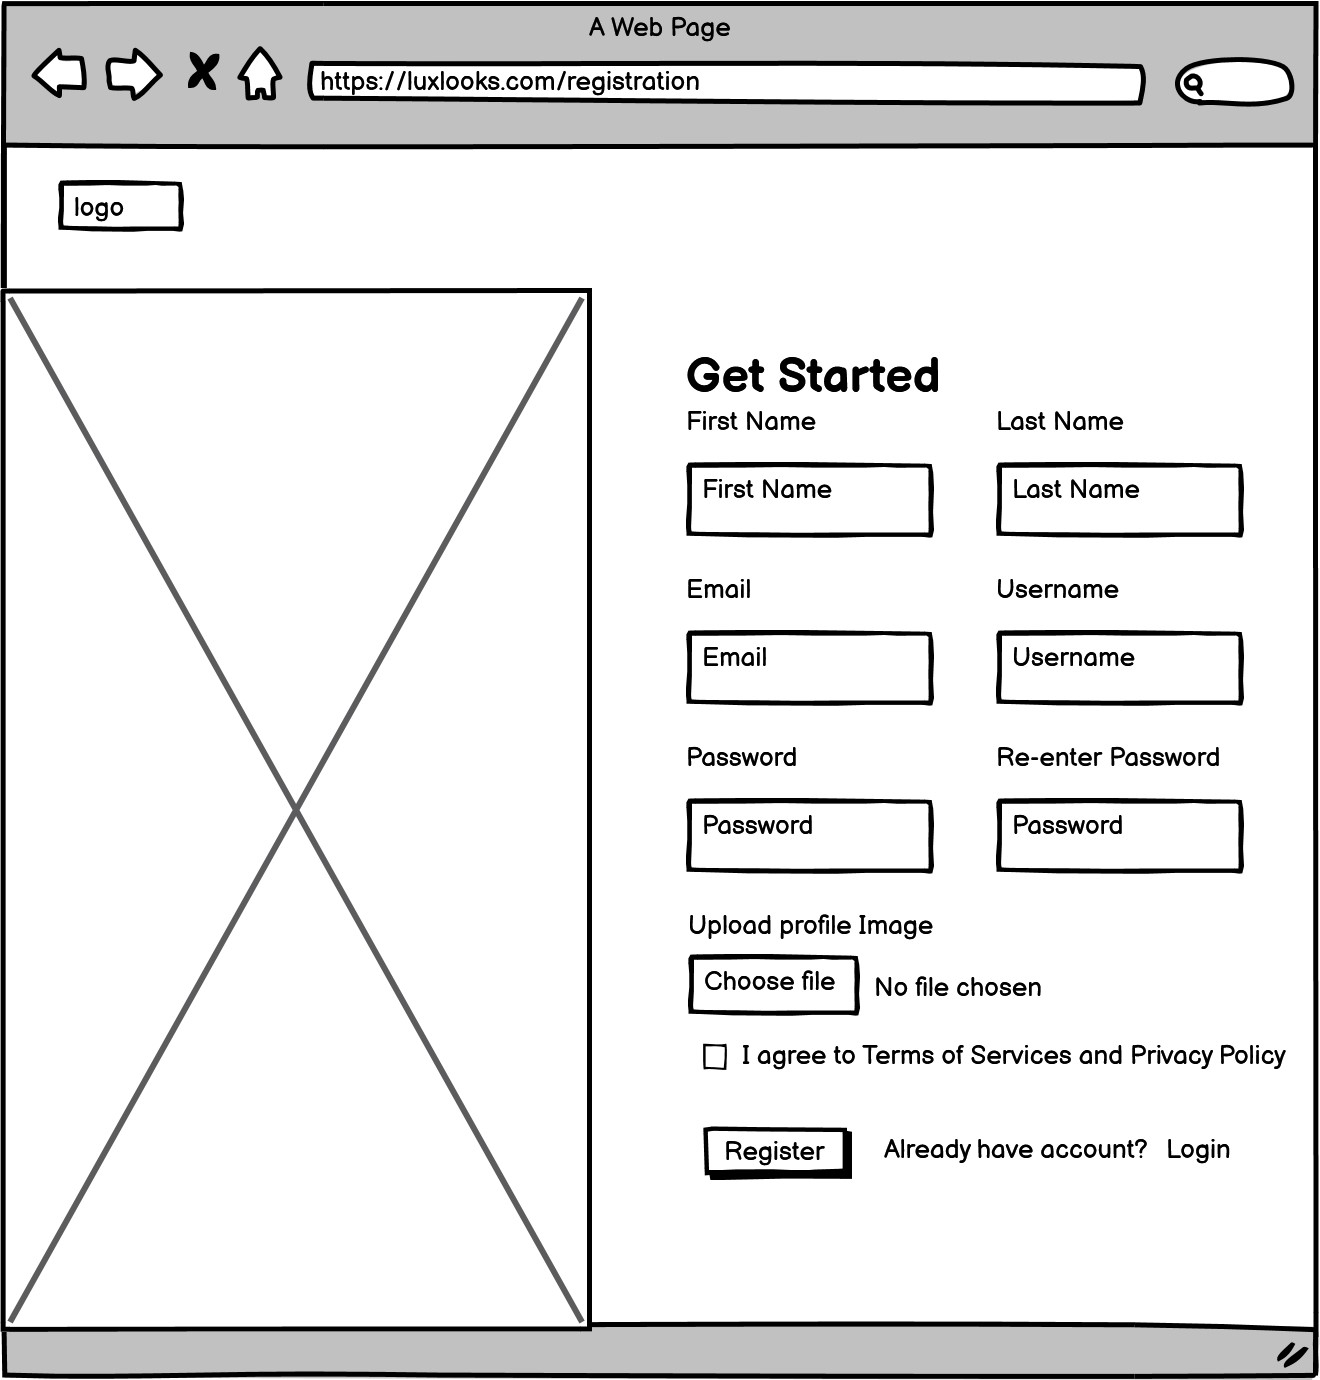 A Web Page
https://luxlooks.com/registration
logo
Get Started
First Name Last Name
First Name Last Name
Email Username
Email Username
Password Re-enter Password
Password Password
Upload profile Image
Choose file No file chosen
I agree to Terms of Services and Privacy Policy
Register Already have account? Login